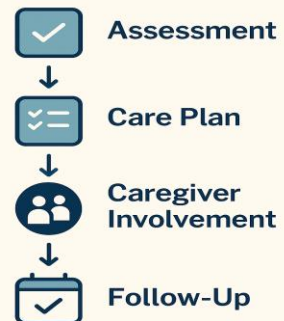 Assessment
Care Plan
Caregiver
Involvement
Follow-Up